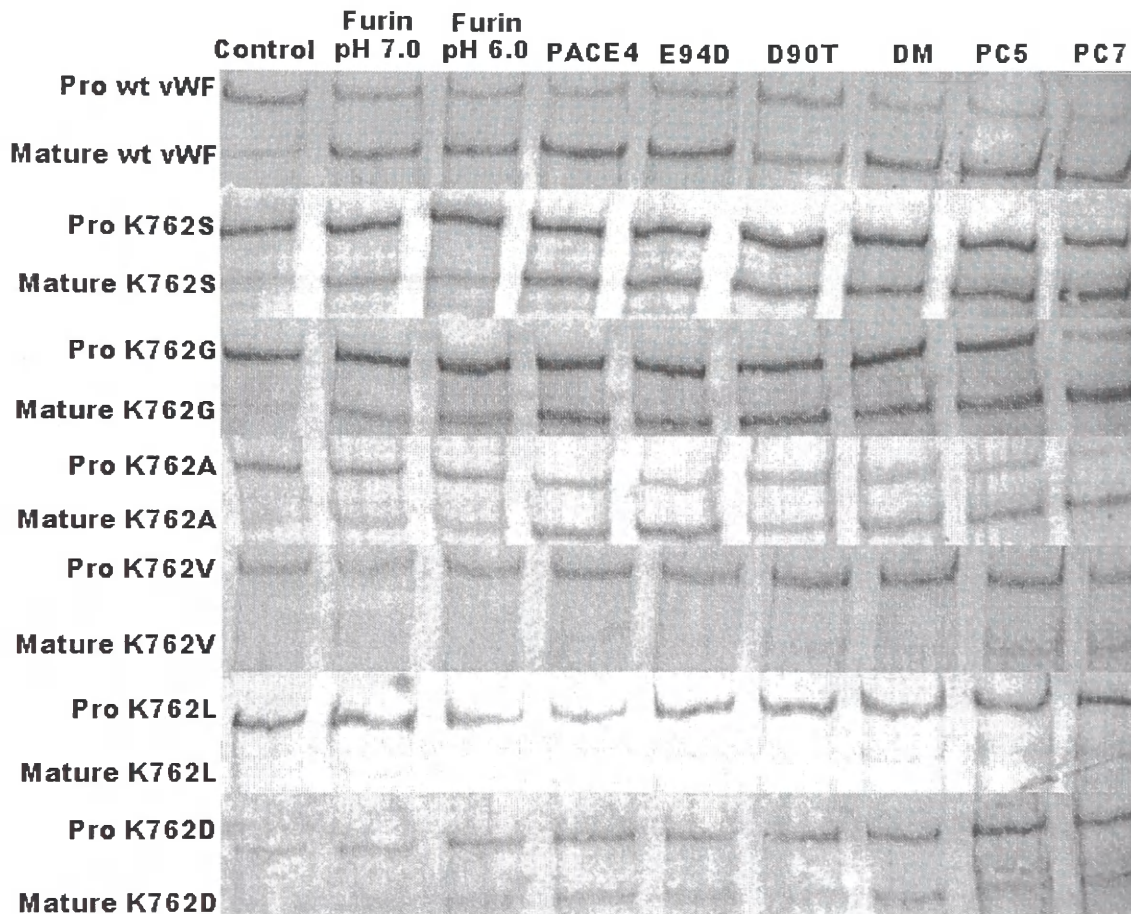 Control Furin pH 7.0 Furin pH 6.0 PACE4 E94D D90T DM PC5 PC7
Pro wt vWF
Mature wt vWF
Pro K762S
Mature K762S
Pro K762G
Mature K762G
Pro K762A
Mature K762A
Pro K762V
Mature K762V
Pro K762L
Mature K762L
Pro K762D
Mature K762D